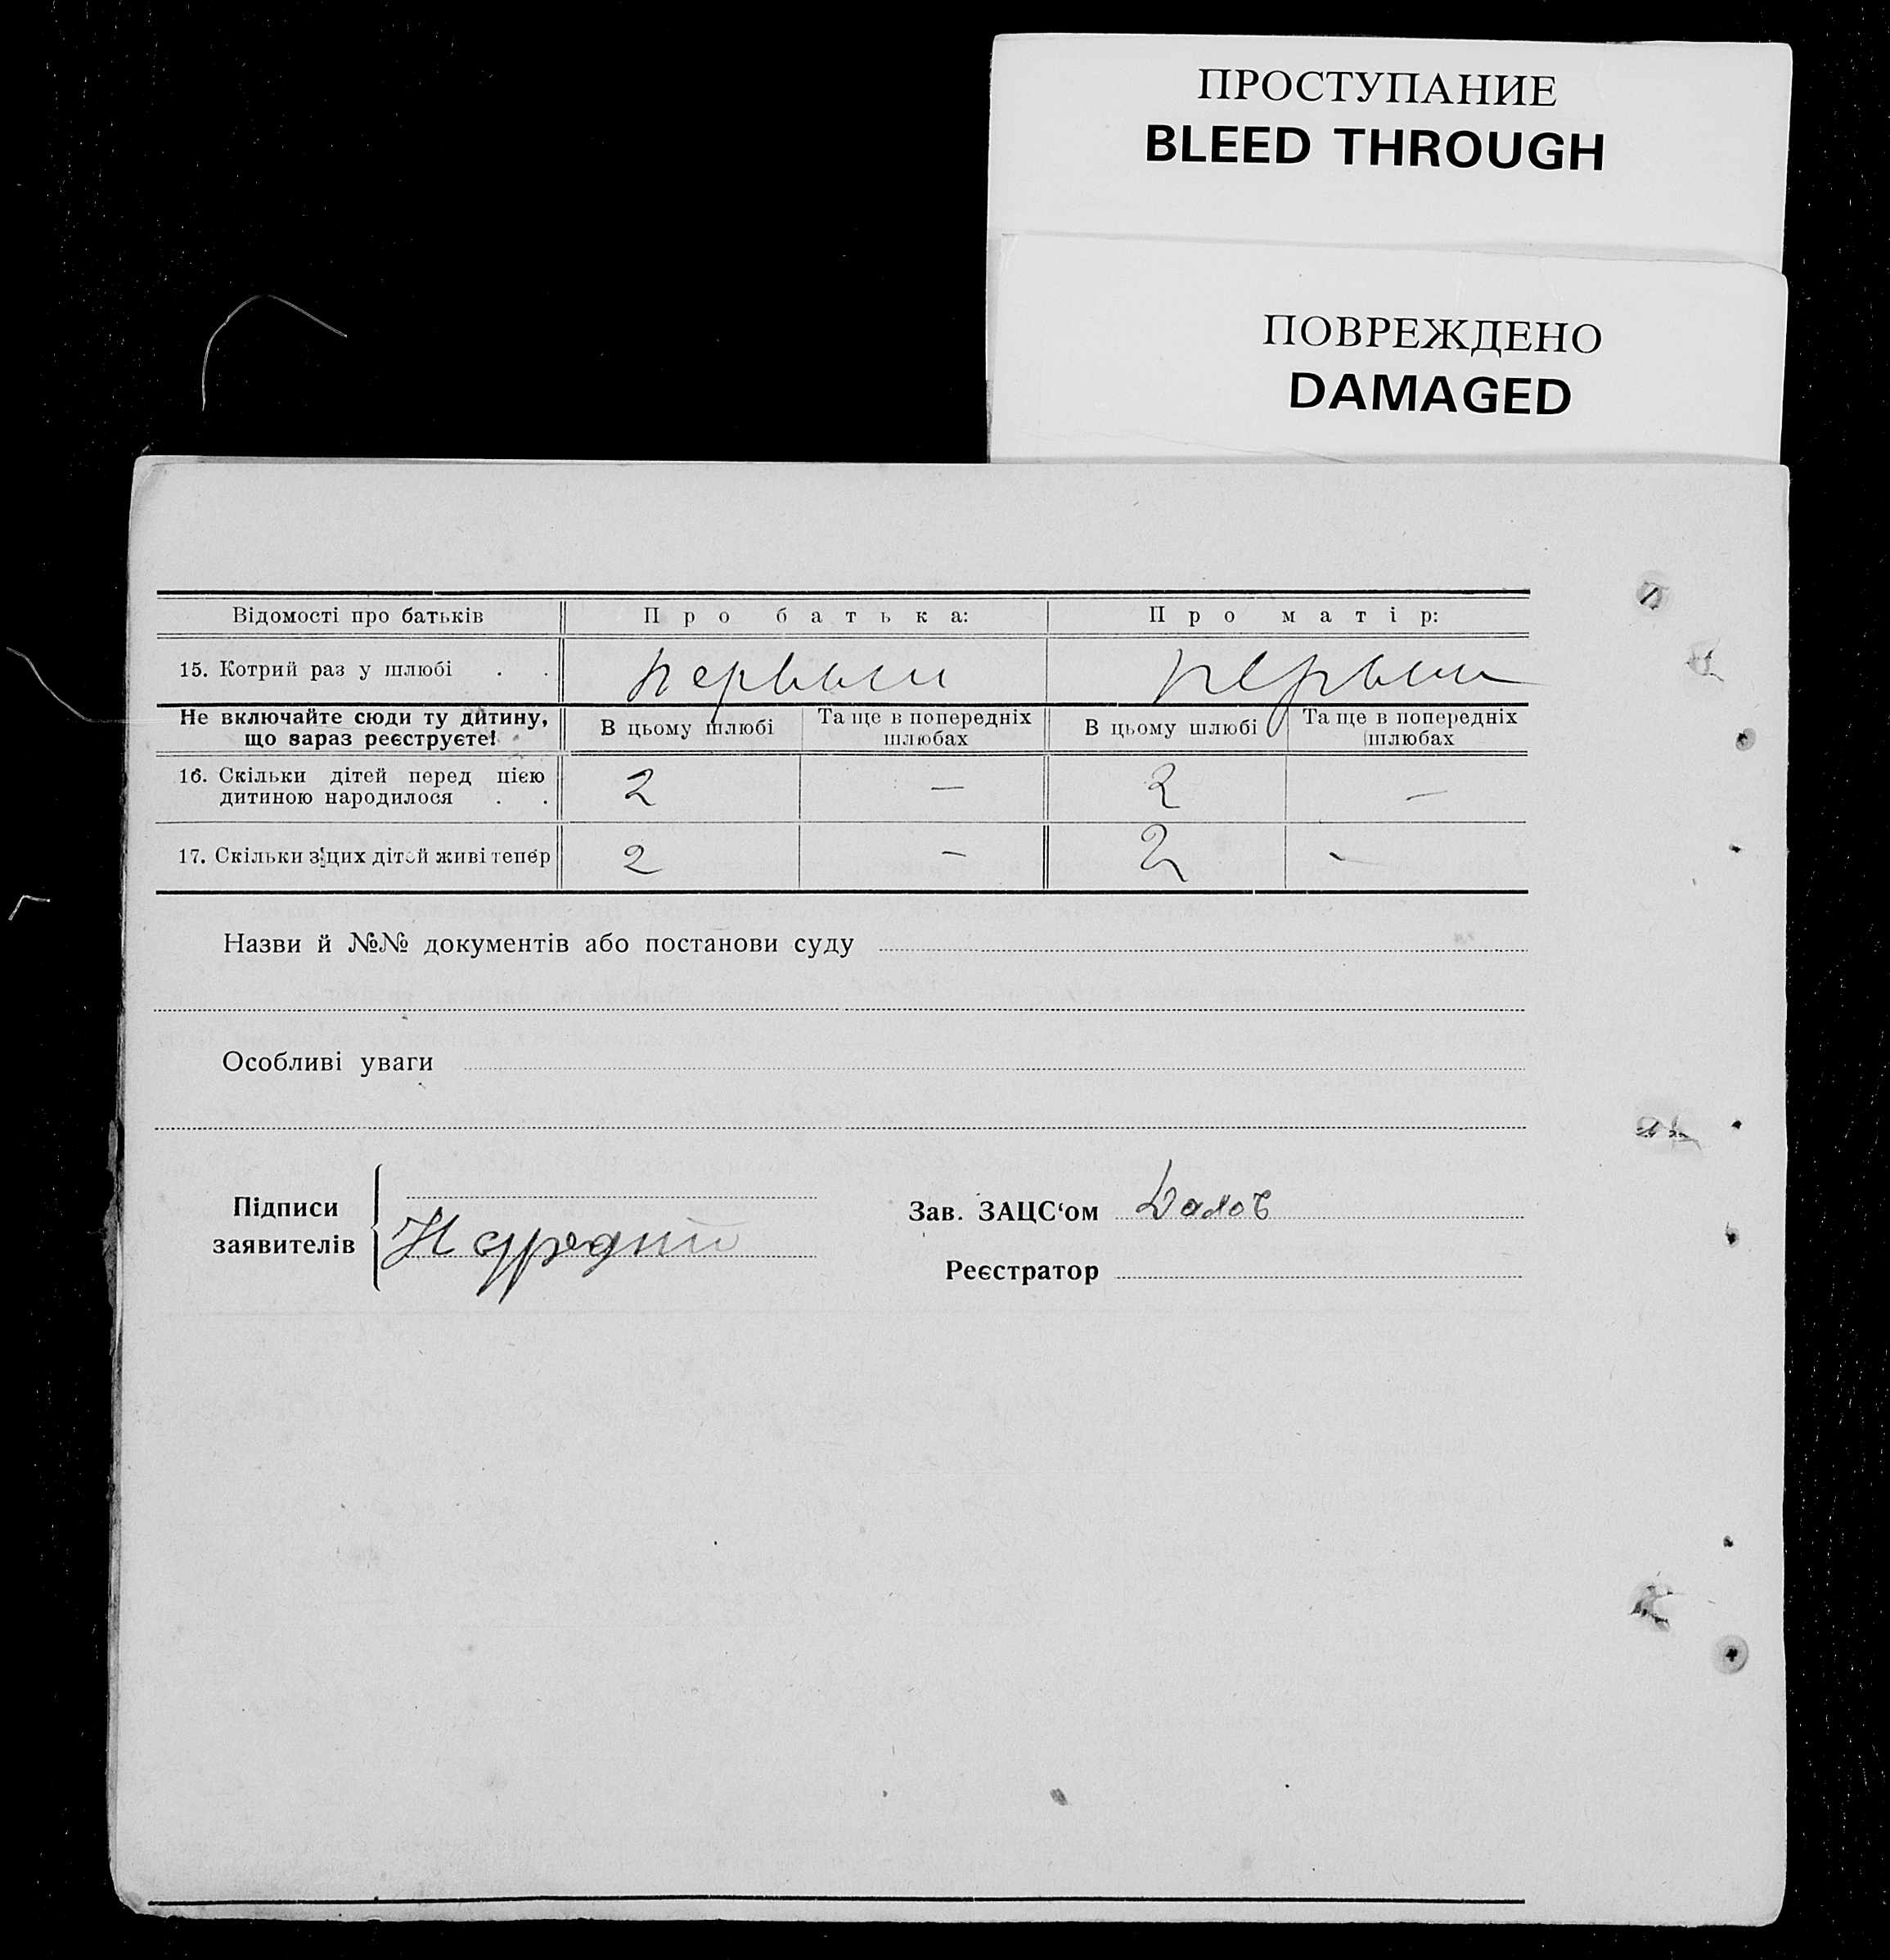 ПРОСТУПАНИЕ
BLEED THROUGH
ПОВРЕЖДЕНО
DAMAGED
Відомості про батьків Про батька: Про матір:
15. Котрий раз у шлюбі . . первый первый
Не включайте сюди ту дитину, що зараз реєструєте! В цьому шлюбі Та ще в попередніх шлюбах В цьому шлюбі Та ще в попередніх шлюбах
16. Скільки дітей перед цією дитиною народилося . . 2 — 2 —
17. Скільки з цих дітей живі тепер 2 — 2 -
Назви й №№ документів або постанови суду
Особливі уваги
Підписи заявителів
Зав. ЗАЦС‘ом
Реєстратор